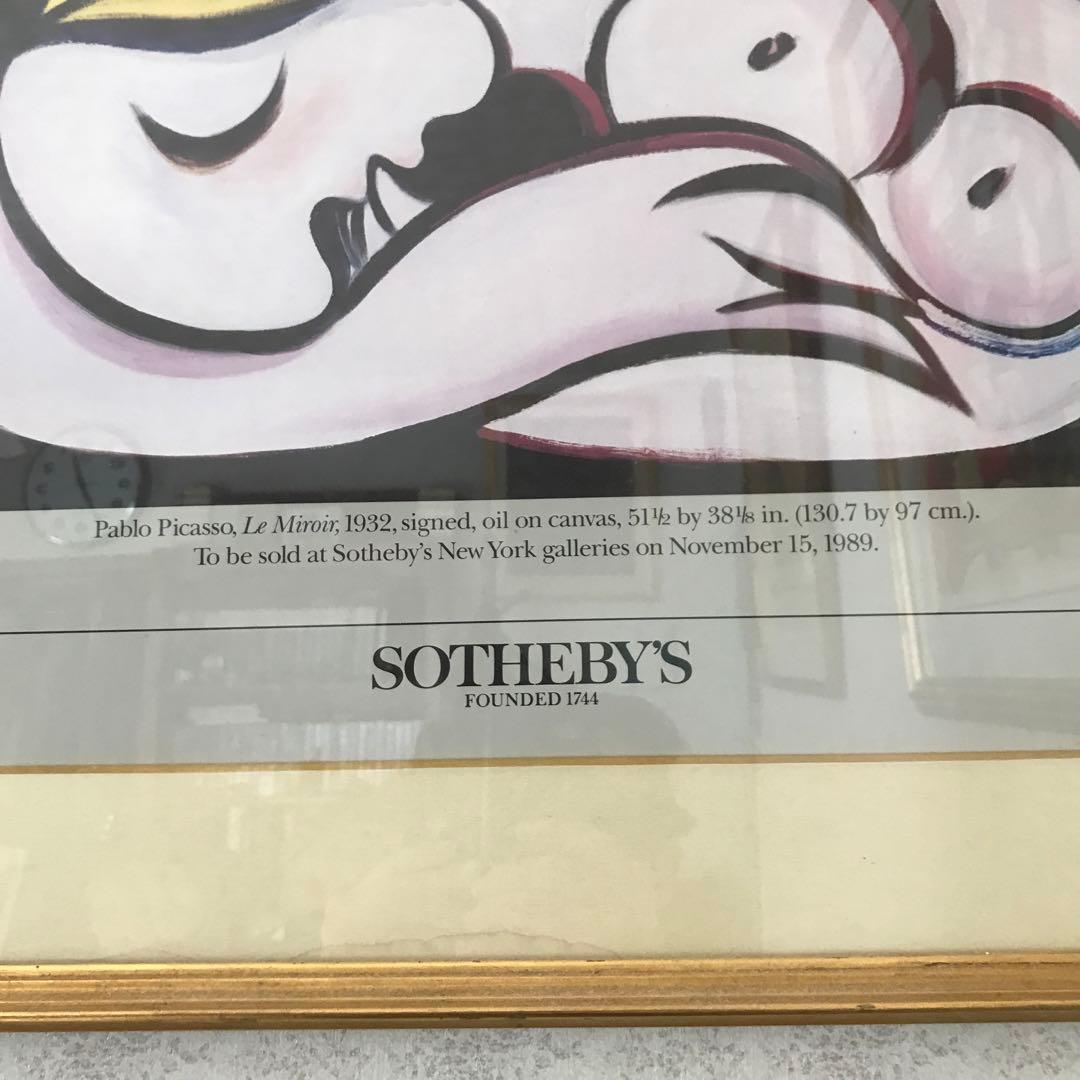 Pablo Picasso, Le Miroir, 1932, signed, oil on canvas, 51½ by 38⅛ in. (130.7 by 97 cm.).
To be sold at Sotheby's New York galleries on November 15, 1989.
SOTHEBY'S
FOUNDED 1744